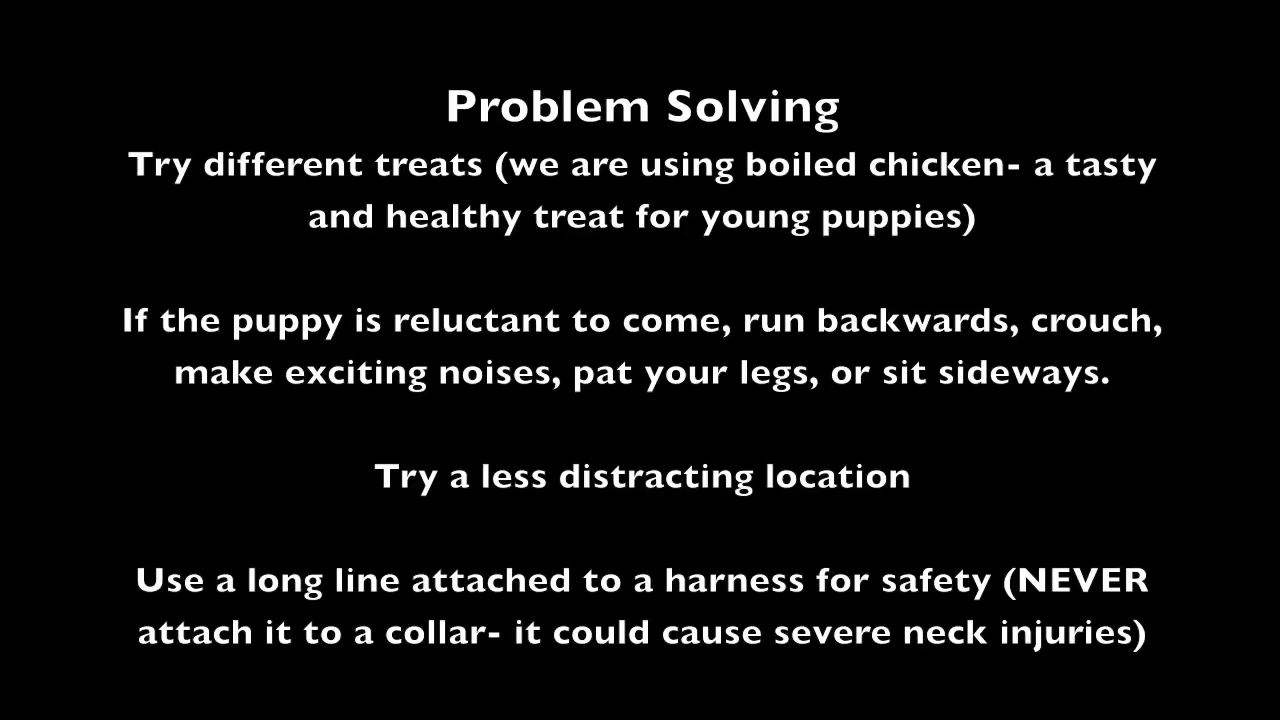 Problem Solving
Try different treats (we are using boiled chicken- a tasty
and healthy treat for young puppies)
If the puppy is reluctant to come, run backwards, crouch,
make exciting noises, pat your legs, or sit sideways.
Try a less distracting location
Use a long line attached to a harness for safety (NEVER
attach it to a collar- it could cause severe neck injuries)